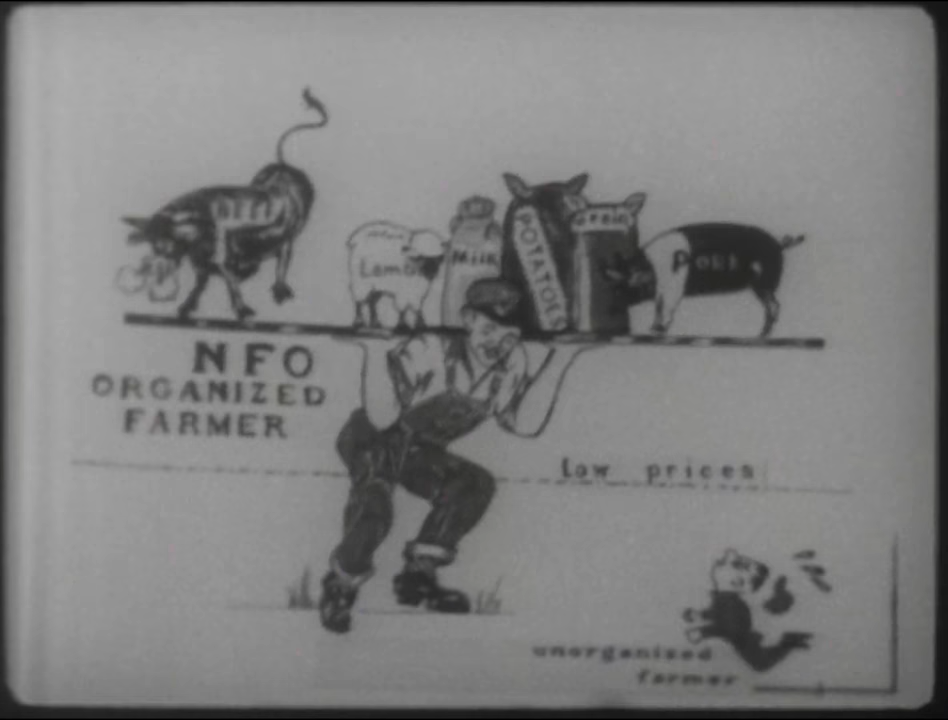 BEEF
Lamb
Milk
POTATOES
Grain
PORK
NFO
ORGANIZED
FARMER
low prices
unorganized
farmer